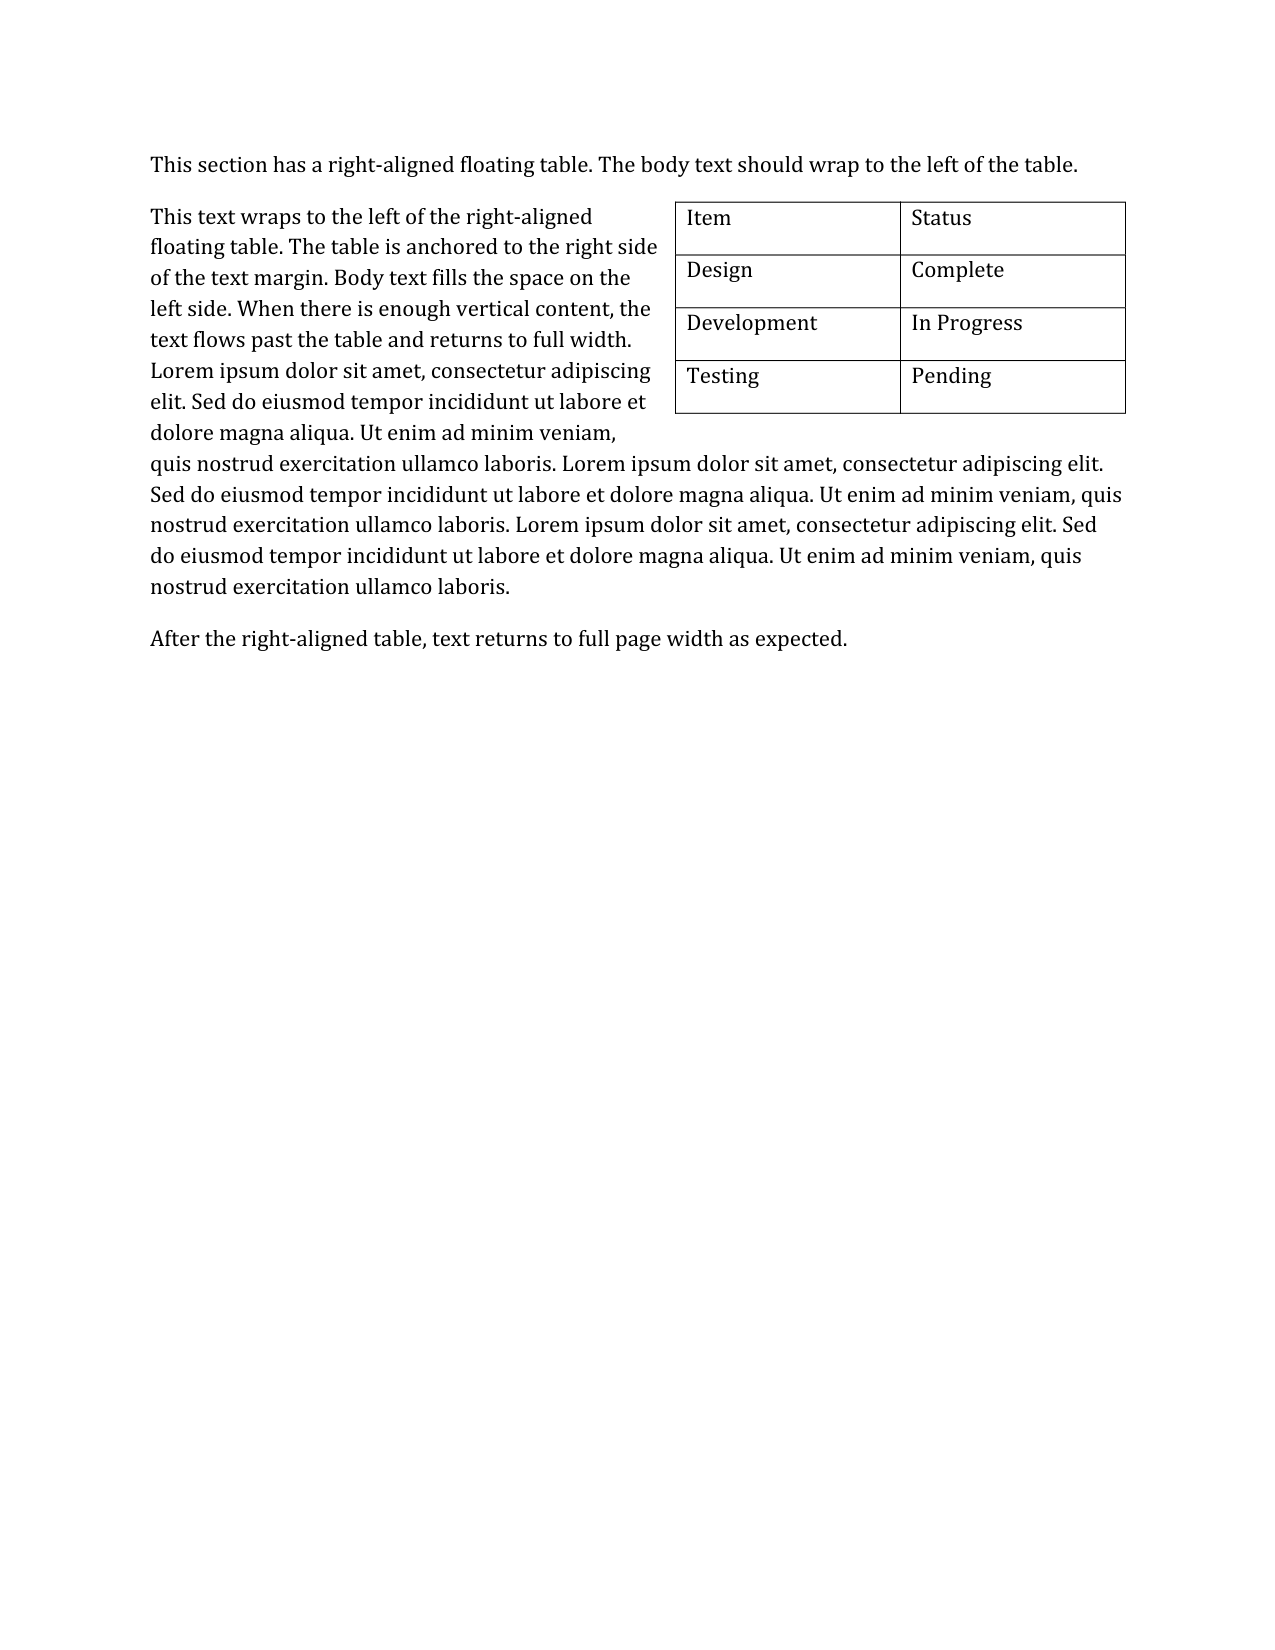 This section has a right-aligned floating table. The body text should wrap to the left of the table.
This text wraps to the left of the right-aligned
floating table. The table is anchored to the right side
of the text margin. Body text fills the space on the
left side. When there is enough vertical content, the
text flows past the table and returns to full width.
Lorem ipsum dolor sit amet, consectetur adipiscing
elit. Sed do eiusmod tempor incididunt ut labore et
dolore magna aliqua. Ut enim ad minim veniam,
Item Status
Design Complete
Development In Progress
Testing Pending
quis nostrud exercitation ullamco laboris. Lorem ipsum dolor sit amet, consectetur adipiscing elit.
Sed do eiusmod tempor incididunt ut labore et dolore magna aliqua. Ut enim ad minim veniam, quis
nostrud exercitation ullamco laboris. Lorem ipsum dolor sit amet, consectetur adipiscing elit. Sed
do eiusmod tempor incididunt ut labore et dolore magna aliqua. Ut enim ad minim veniam, quis
nostrud exercitation ullamco laboris.
After the right-aligned table, text returns to full page width as expected.